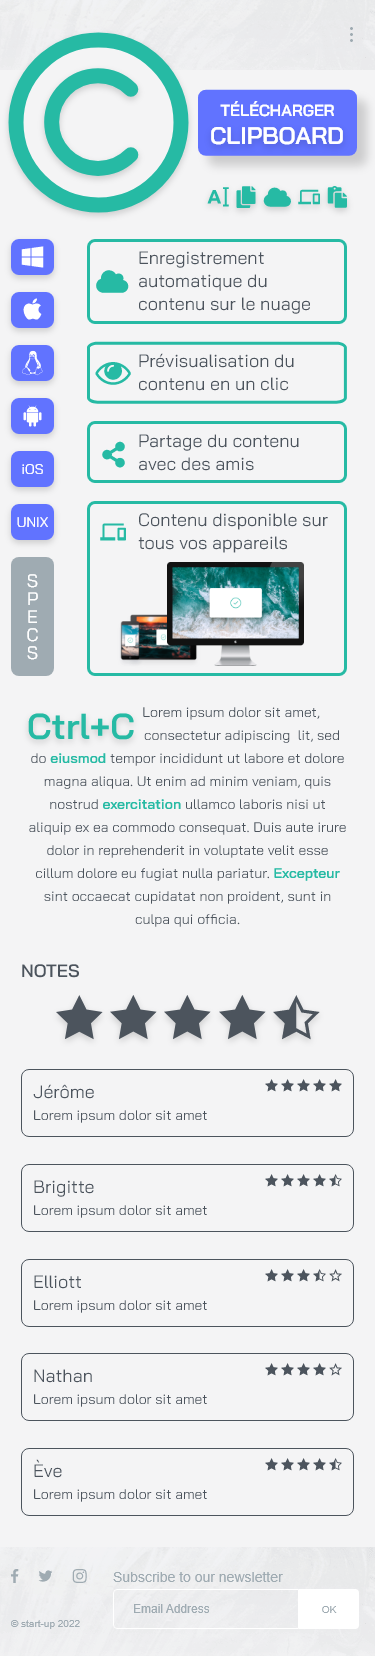 TÉLÉCHARGER
CLIPBOARD
A
Enregistrement
automatique du
contenu sur le nuage
Prévisualisation du
contenu en un clic
Partage du contenu
avec des amis
iOS
UNIX
Contenu disponible sur
tous vos appareils
S
P
E
C
S
Ctrl+C Lorem ipsum dolor sit amet,
consectetur adipiscing lit, sed
do eiusmod tempor incididunt ut labore et dolore
magna aliqua. Ut enim ad minim veniam, quis
nostrud exercitation ullamco laboris nisi ut
aliquip ex ea commodo consequat. Duis aute irure
dolor in reprehenderit in voluptate velit esse
cillum dolore eu fugiat nulla pariatur. Excepteur
sint occaecat cupidatat non proident, sunt in
culpa qui officia.
NOTES
Jérôme
Lorem ipsum dolor sit amet
Brigitte
Lorem ipsum dolor sit amet
Elliott
Lorem ipsum dolor sit amet
Nathan
Lorem ipsum dolor sit amet
Ève
Lorem ipsum dolor sit amet
Subscribe to our newsletter
Email Address
OK
© start-up 2022